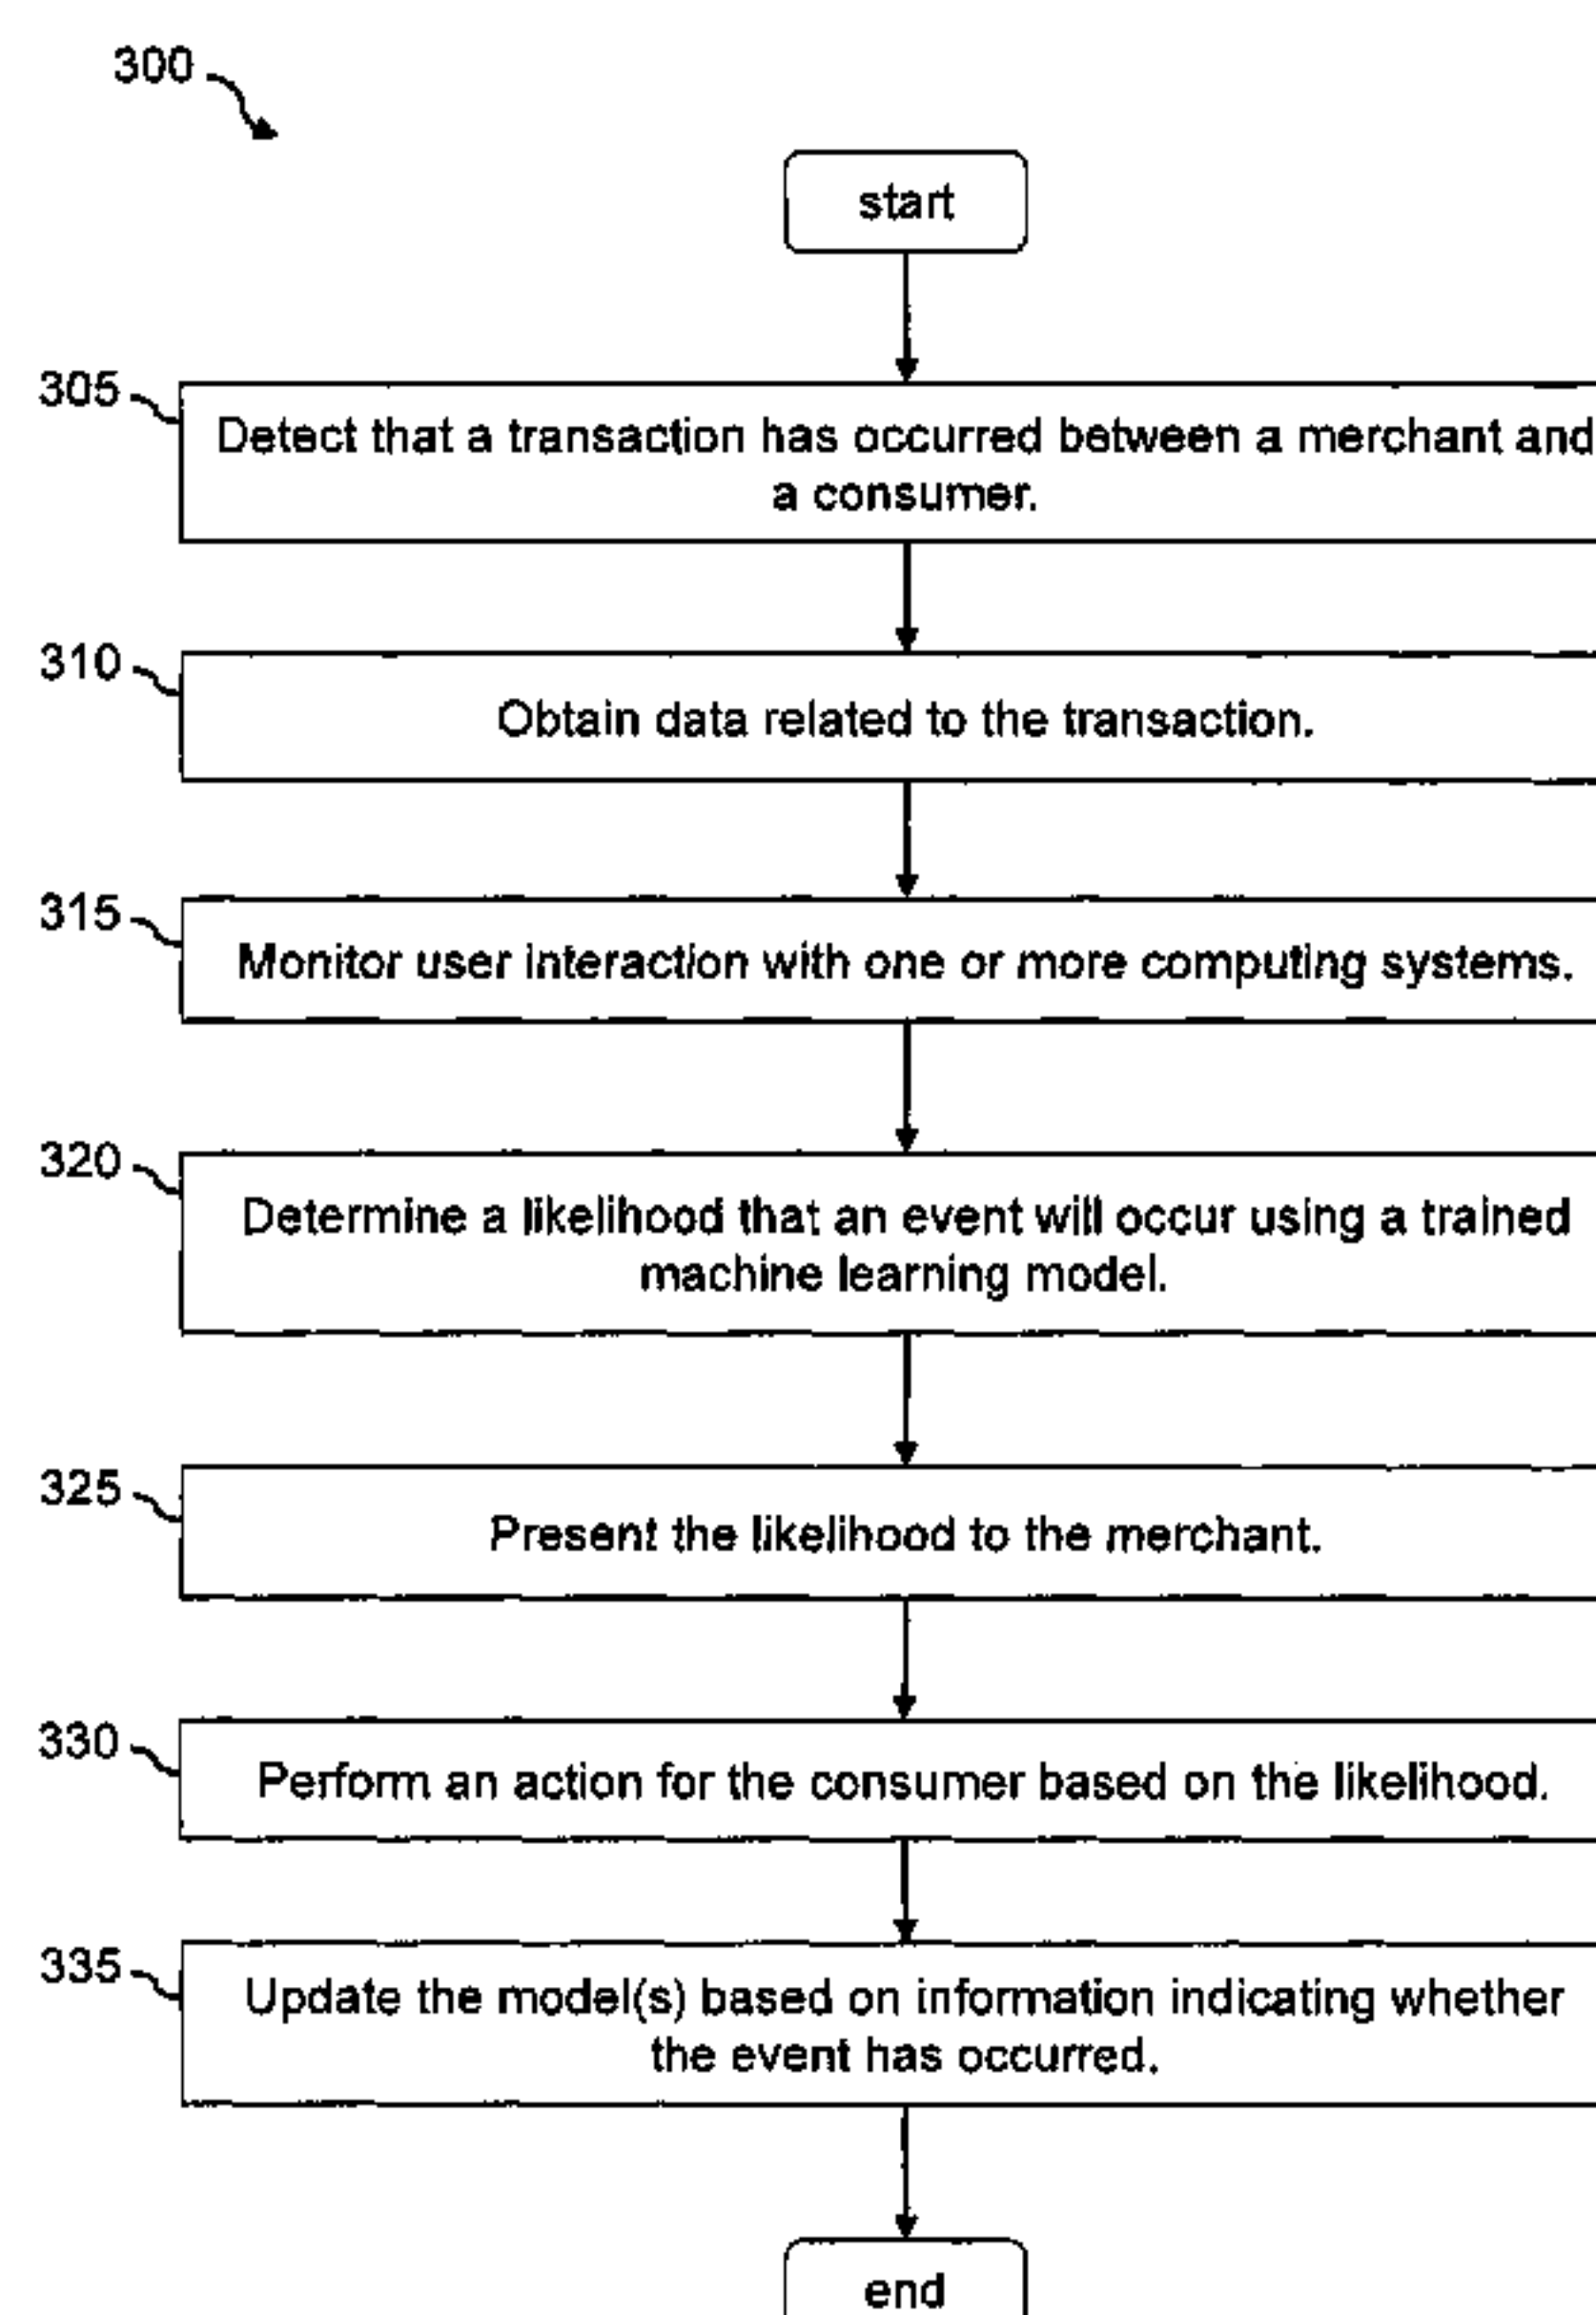 300
start
305
Detect that a transaction has occurred between a merchant and
a consumer.
310
Obtain data related to the transaction.
315
Monitor user interaction with one or more computing systems.
320
Determine a likelihood that an event will occur using a trained
machine learning model.
325
Present the likelihood to the merchant.
330
Perform an action for the consumer based on the likelihood.
335
Update the model(s) based on information indicating whether
the event has occurred.
end